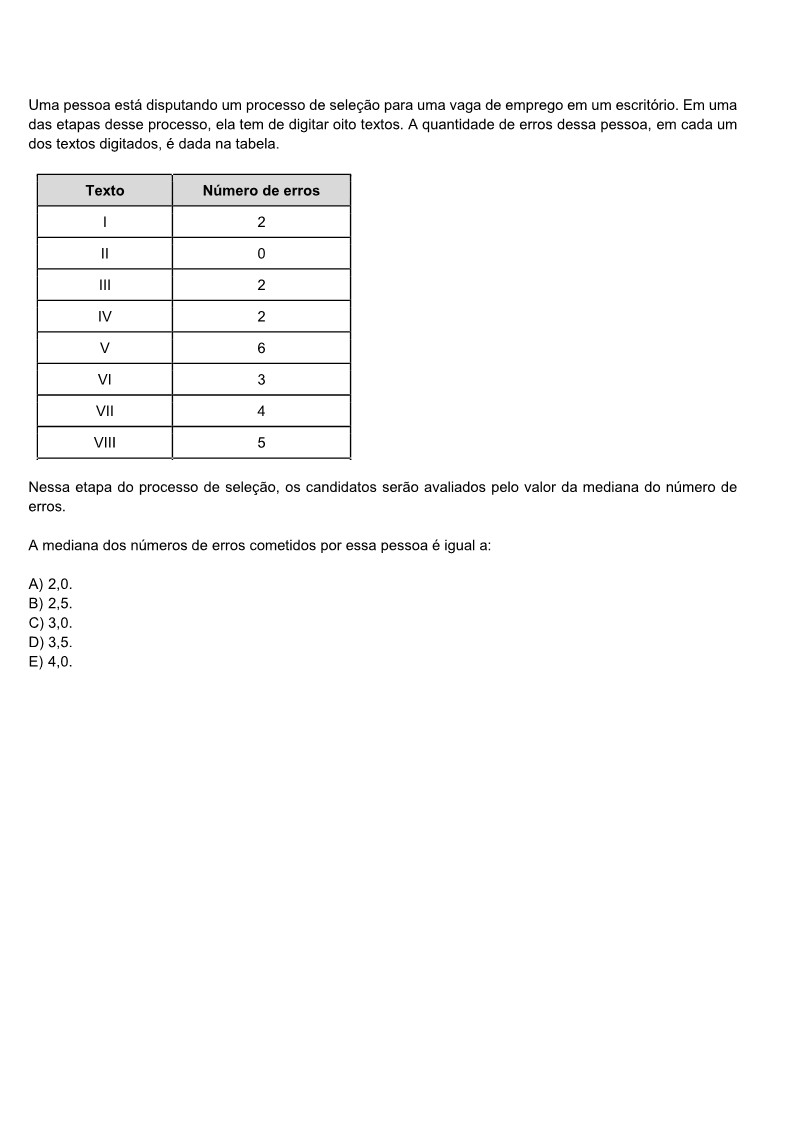 Uma pessoa está disputando um processo de seleção para uma vaga de emprego em um escritório. Em uma
das etapas desse processo, ela tem de digitar oito textos. A quantidade de erros dessa pessoa, em cada um
dos textos digitados, é dada na tabela.
Texto Número de erros
I 2
II 0
III 2
IV 2
V 6
VI 3
VII 4
VIII 5
Nessa etapa do processo de seleção, os candidatos serão avaliados pelo valor da mediana do número de
erros.
A mediana dos números de erros cometidos por essa pessoa é igual a:
A) 2,0.
B) 2,5.
C) 3,0.
D) 3,5.
E) 4,0.